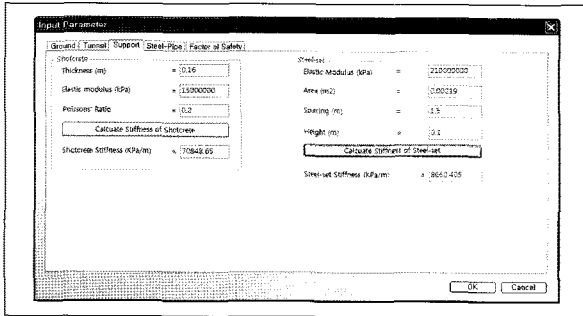 Input Parameter
Ground Tunnel Support Steel-Pipe Factor of Safety
Shotcrete
Thickness (m) = 0.16
Elastic modulus (kPa) = 15000000
Poissons' Ratio = 0.2
Calcuate Stiffness of Shotcrete
Shotcrete Stiffness (KPa/m) = 70848.65
Steel-set
Elastic Modulus (kPa) = 210000000
Area (m2) = 0.00219
Spacing (m) = 1.5
Height (m) = 0.1
Calcuate Stiffness of Steel-set
Steel-set Stiffness (KPa/m) = 8660.405
OK Cancel